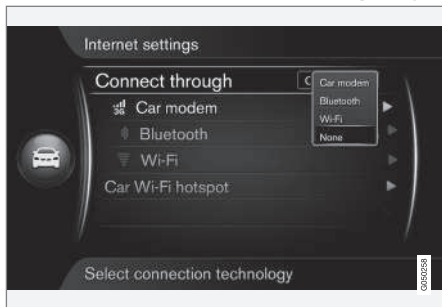 Internet settings
Connect through
Car modem
Bluetooth
Wi-Fi
None
3G Car modem
Bluetooth
Wi-Fi
Car Wi-Fi hotspot
Select connection technology
G050258